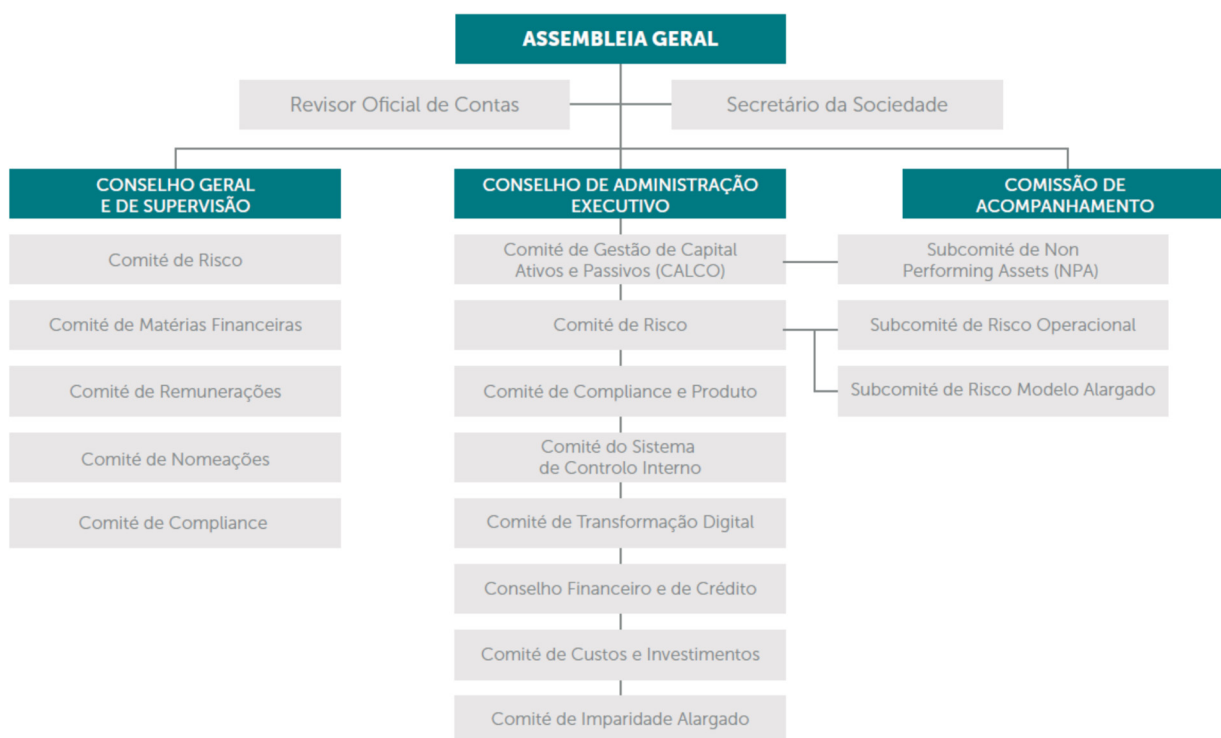 ASSEMBLEIA GERAL
Revisor Oficial de Contas
Secretário da Sociedade
CONSELHO GERAL
E DE SUPERVISÃO
Comité de Risco
Comité de Matérias Financeiras
Comité de Remunerações
Comité de Nomeações
Comité de Compliance
CONSELHO DE ADMINISTRAÇÃO
EXECUTIVO
Comité de Gestão de Capital
Ativos e Passivos (CALCO)
Comité de Risco
Comité de Compliance e Produto
Comité do Sistema
de Controlo Interno
Comité de Transformação Digital
Conselho Financeiro e de Crédito
Comité de Custos e Investimentos
Comité de Imparidade Alargado
COMISSÃO DE
ACOMPANHAMENTO
Subcomité de Non
Performing Assets (NPA)
Subcomité de Risco Operacional
Subcomité de Risco Modelo Alargado